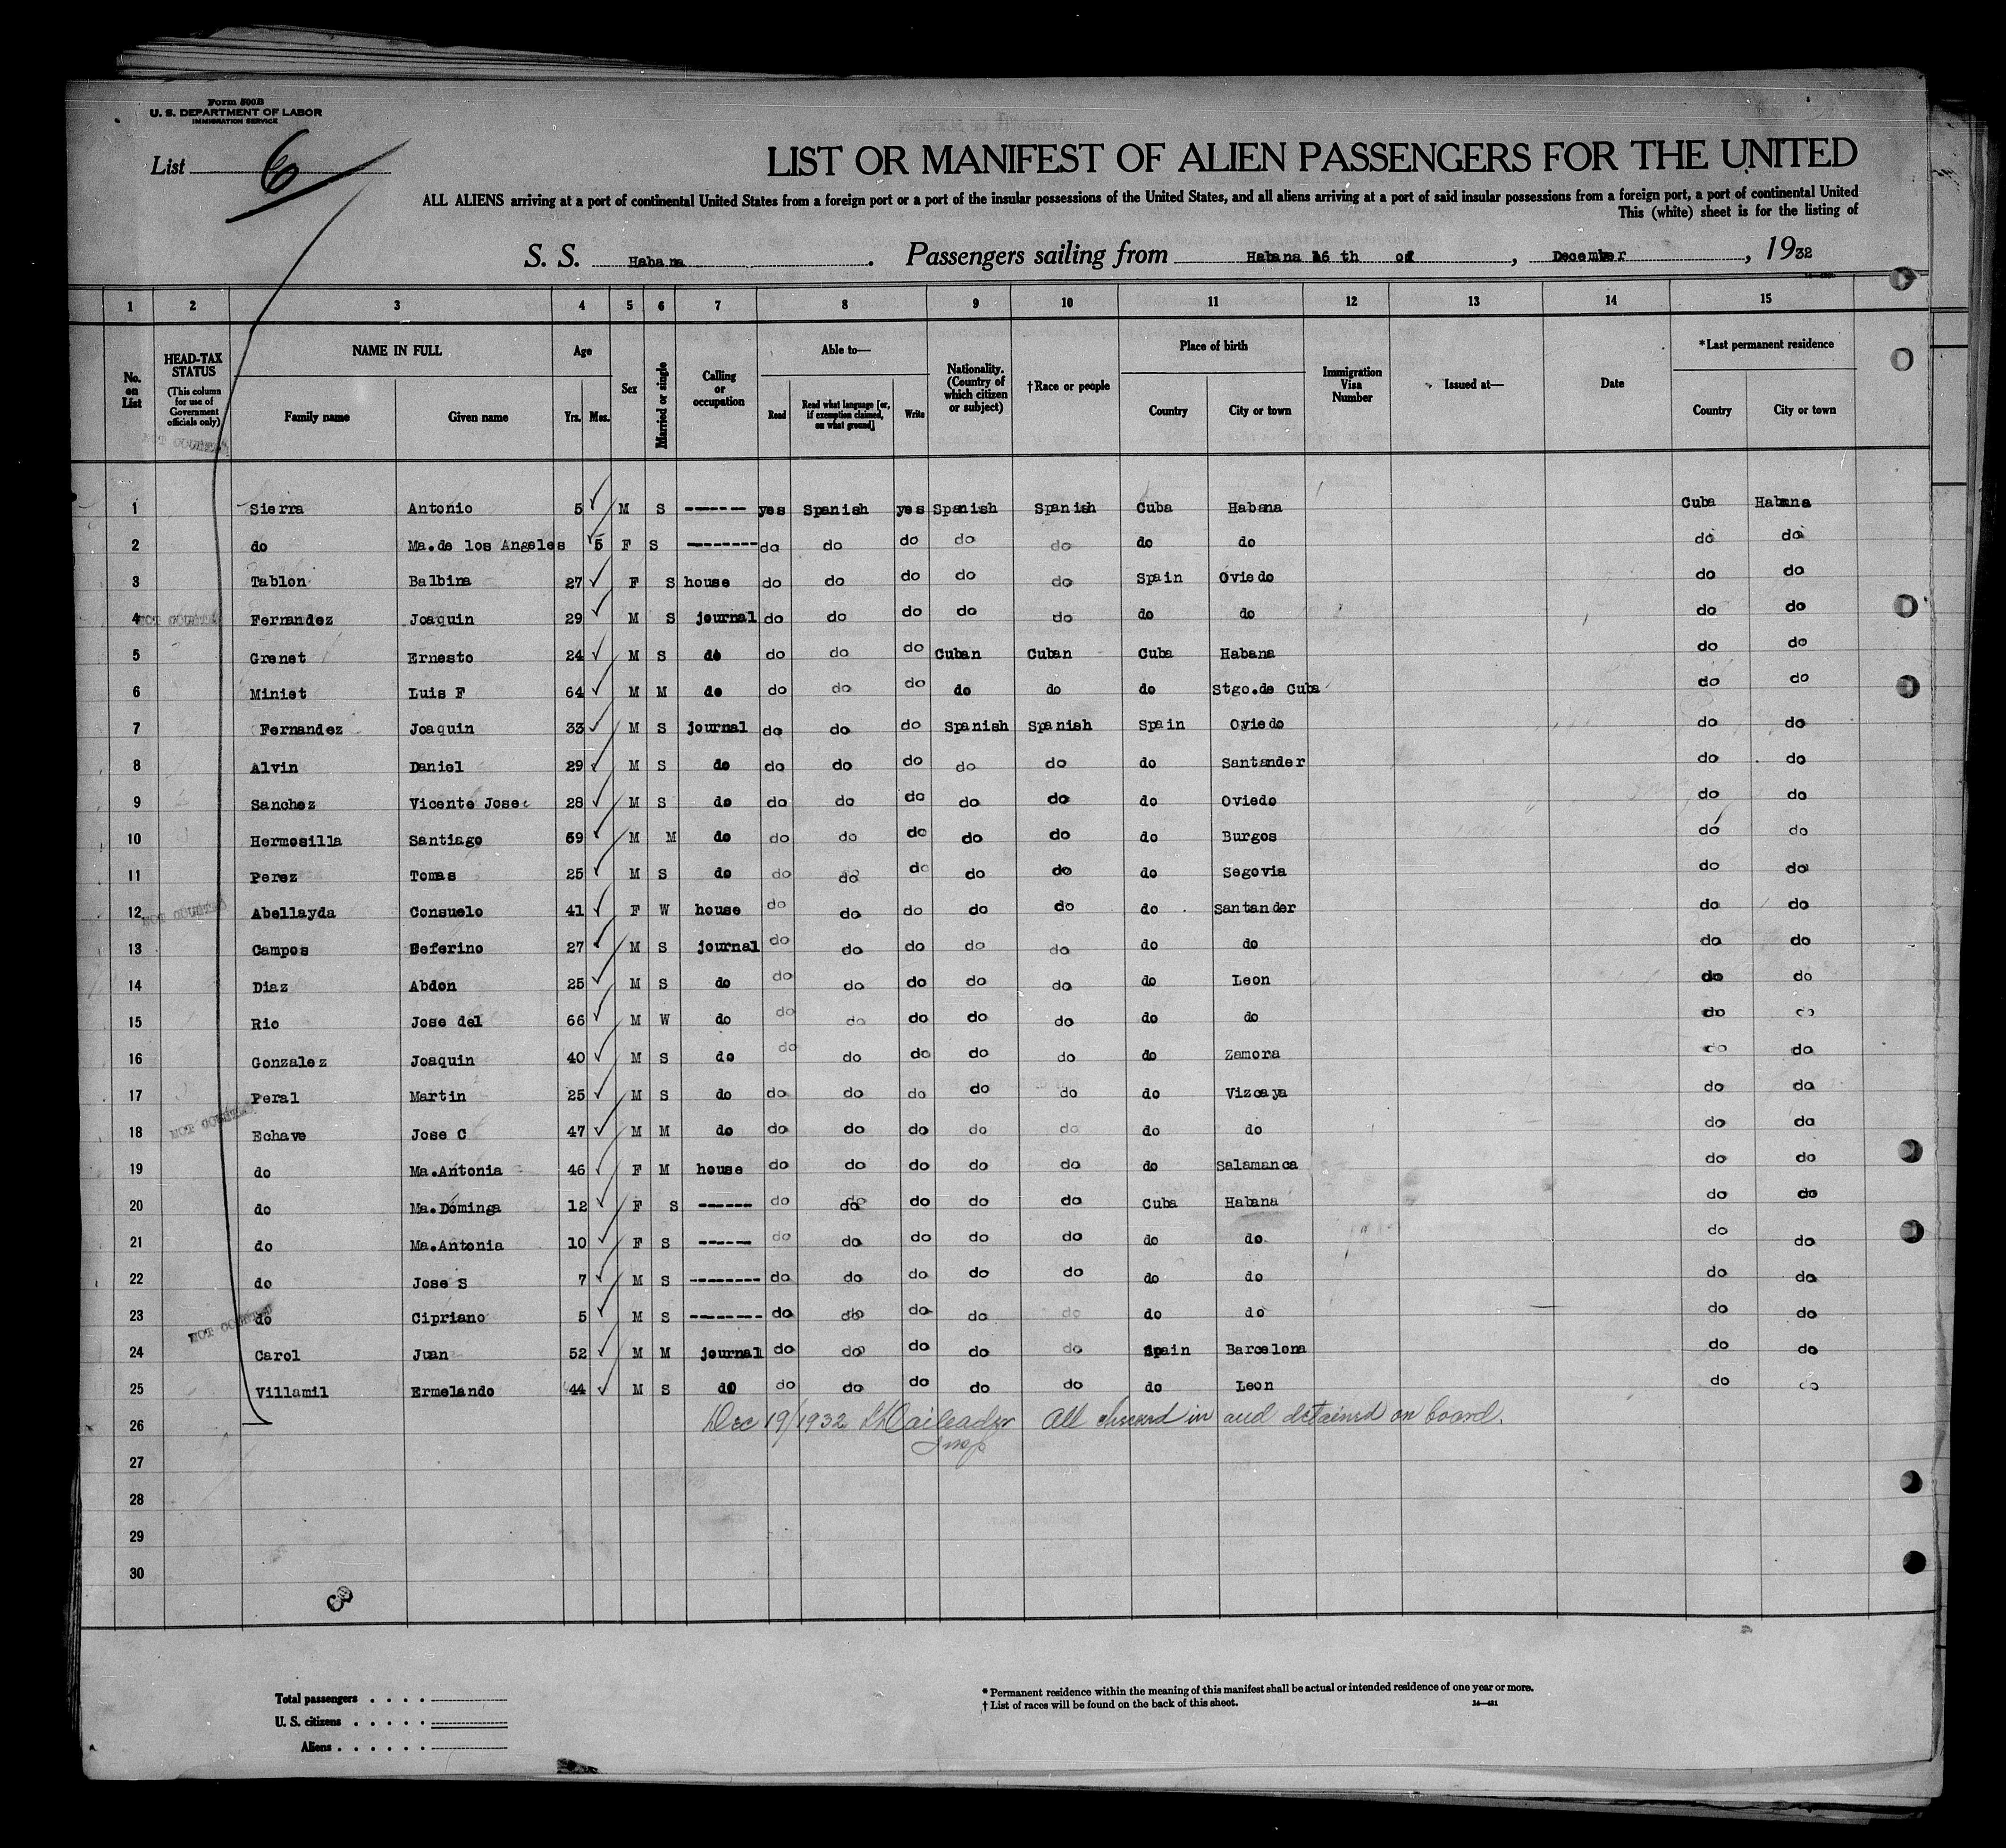 Form 500B
U. S. DEPARTMENT OF LABOR
IMMIGRATION SERVICE
List 6
LIST OR MANIFEST OF ALIEN PASSENGERS FOR THE UNITED
ALL ALIENS arriving at a port of continental United States from a foreign port or a port of the insular possessions of the United States, and all aliens arriving at a port of said insular possessions from a foreign port, a port of continental United
This (white) sheet is for the listing of
S. S. Habana. Passengers sailing from Habana 16 th of, December, 1932
1 2 3 4 5 6 7 8 9 10 11 12 13 14 15
No. on List
HEAD-TAX STATUS (This column for use of Government officials only)
NAME IN FULL Family name Given name
Age Yrs. Mos.
Sex
Married or single
Calling or occupation
Able to— Read Read what language [or, if exemption claimed, on what ground] Write
Nationality. (Country of which citizen or subject)
†Race or people
Place of birth Country City or town
Immigration Visa Number
Issued at—
Date
*Last permanent residence Country City or town
NOT COUNTED
1 Sierra Antonio 5 M S ------ yes Spanish yes Spanish Spanish Cuba Habana Cuba Habana
2 do Ma.de los Angeles 5 F S -------- do do do do do do do do do
3 Tablon Balbina 27 F S house do do do do do Spain Oviedo do do
4 NOT COUNTED Fernandez Joaquin 29 M S journal do do do do do do do do do
5 Grenet Ernesto 24 M S do do do do Cuban Cuban Cuba Habana do do
6 Miniet Luis F 64 M M do do do do do do do Stgo.de Cuba do do
7 Fernandez Joaquin 33 M S journal do do do Spanish Spanish Spain Oviedo do do
8 Alvin Daniel 29 M S do do do do do do do Santander do do
9 Sanchez Vicente Jose 28 M S do do do do do do do Oviedo do do
10 Hermosilla Santiago 59 M M do do do do do do do Burgos do do
11 Perez Tomas 25 M S do do do do do do do Segovia do do
12 NOT COUNTED Abellayda Consuelo 41 F W house do do do do do do Santander do do
13 Campos Seferino 27 M S journal do do do do do do do do do
14 Diaz Abdon 25 M S do do do do do do do Leon do do
15 Rio Jose del 66 M W do do do do do do do do do do
16 Gonzalez Joaquin 40 M S do do do do do do do Zamora do do
17 Peral Martin 25 M S do do do do do do do Vizcaya do do
18 NOT COUNTED Echave Jose C 47 M M do do do do do do do do do do
19 do Ma.Antonia 46 F M house do do do do do do Salamanca do do
20 do Ma.Dominga 12 F S ------ do do do do do Cuba Habana do do
21 do Ma.Antonia 10 F S ------ do do do do do do do do do
22 do Jose S 7 M S -------- do do do do do do do do do
23 NOT COUNTED do Cipriano 5 M S -------- do do do do do do do do do
24 Carol Juan 52 M M journal do do do do do Spain Barcelona do do
25 Villamil Ermelando 44 M S do do do do do do do Leon do do
26 Dec 19/1932 All checked in and detained on board.
Insp
27
28
29
30
Total passengers
U. S. citizens
Aliens
* Permanent residence within the meaning of this manifest shall be actual or intended residence of one year or more.
† List of races will be found on the back of this sheet.